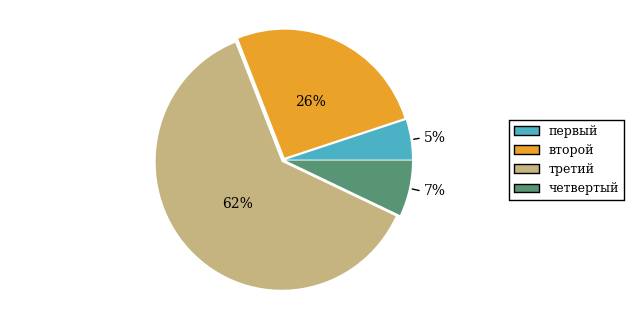 26%
5%
7%
62%
первый
второй
третий
четвертый